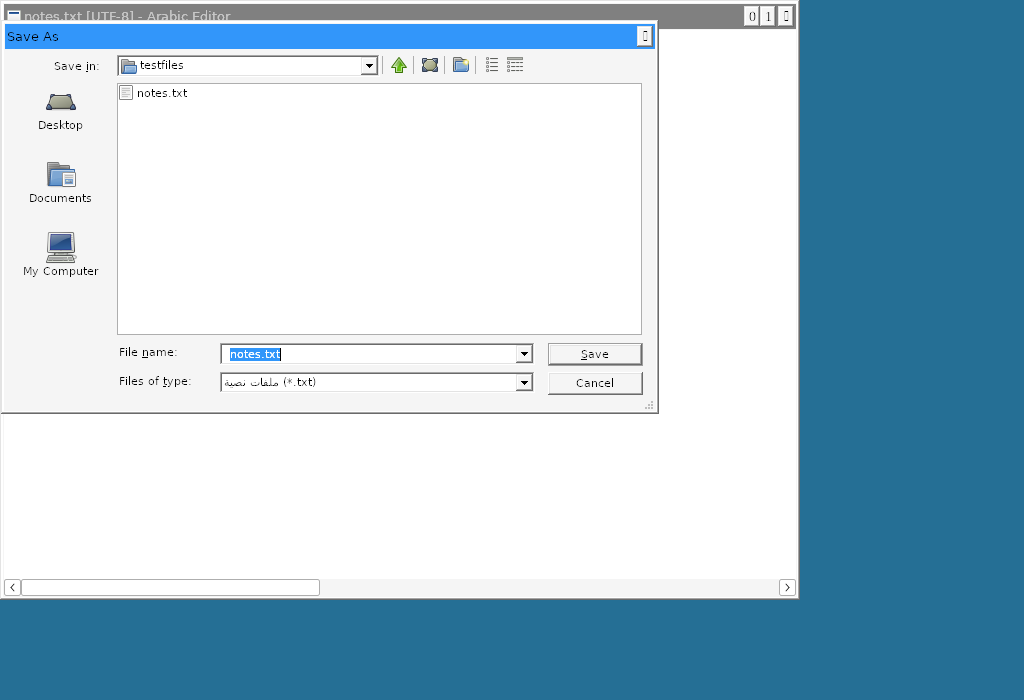 notes.txt [UTF-8] - Arabic Editor
Save As
Save in:
testfiles
notes.txt
Desktop
Documents
My Computer
File name:
notes.txt
Save
Files of type:
ملفات نصية (*.txt)
Cancel